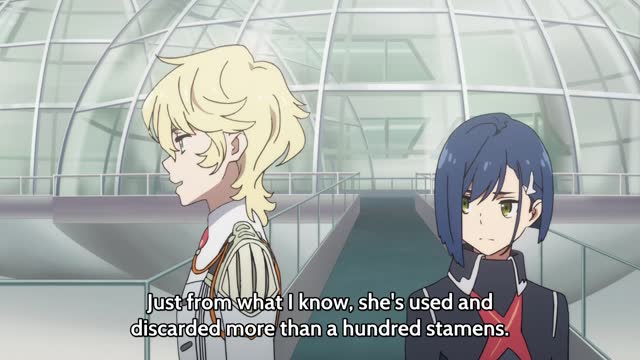 Just from what I know, she's used and
discarded more than a hundred stamens.